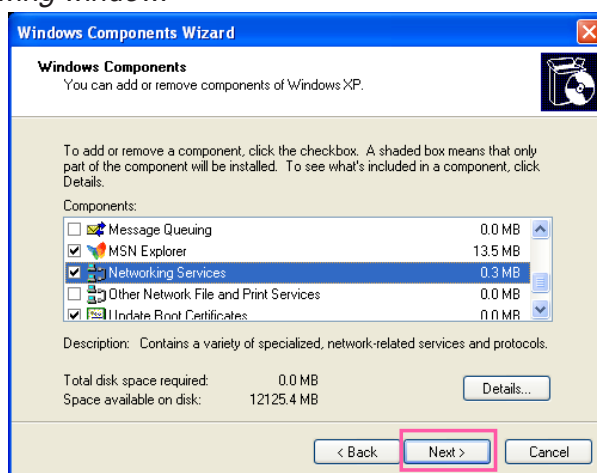 Windows Components Wizard
Windows Components
You can add or remove components of Windows XP.
To add or remove a component, click the checkbox. A shaded box means that only
part of the component will be installed. To see what's included in a component, click
Details.
Components:
Message Queuing 0.0 MB
MSN Explorer 13.5 MB
Networking Services 0.3 MB
Other Network File and Print Services 0.0 MB
Update Root Certificates 0.0 MB
Description: Contains a variety of specialized, network-related services and protocols.
Total disk space required: 0.0 MB
Details...
Space available on disk: 12125.4 MB
< Back Next > Cancel